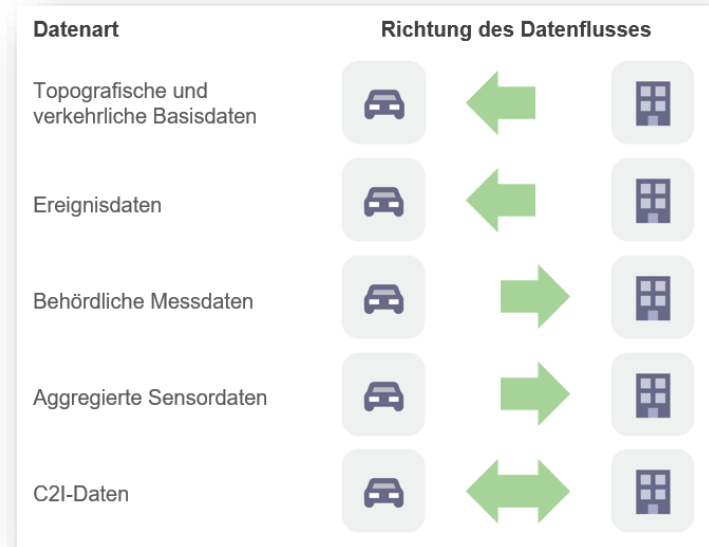 Datenart
Richtung des Datenflusses
Topografische und
verkehrliche Basisdaten
Ereignisdaten
Behördliche Messdaten
Aggregierte Sensordaten
C2I-Daten